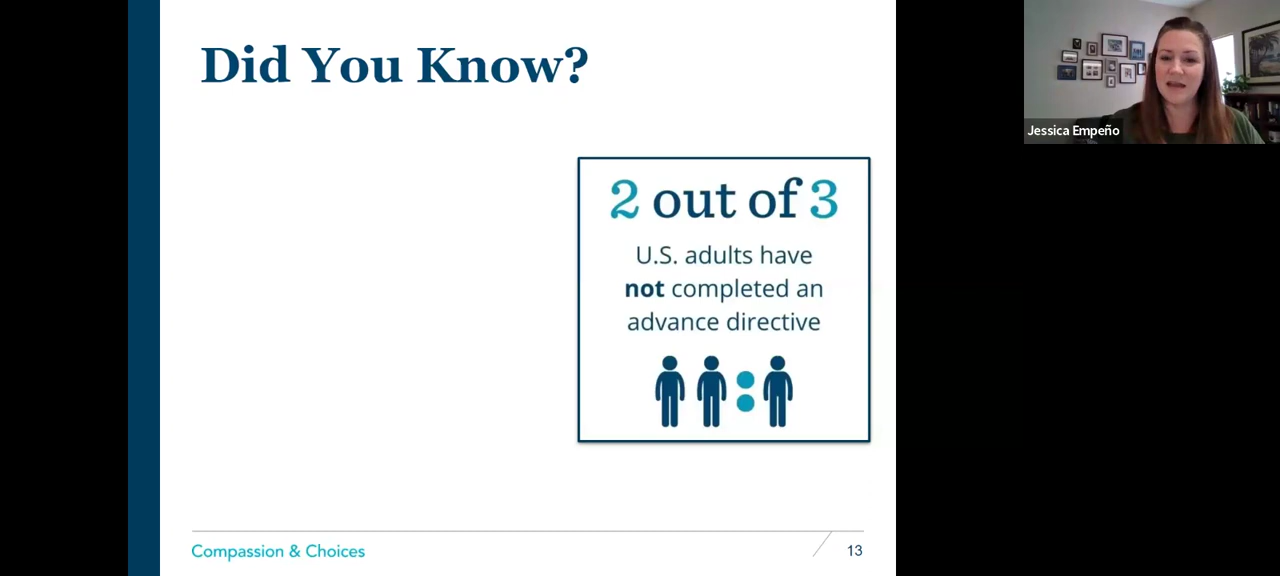 Did You Know?
Jessica Empeño
2 out of 3
U.S. adults have
not completed an
advance directive
Compassion & Choices
13